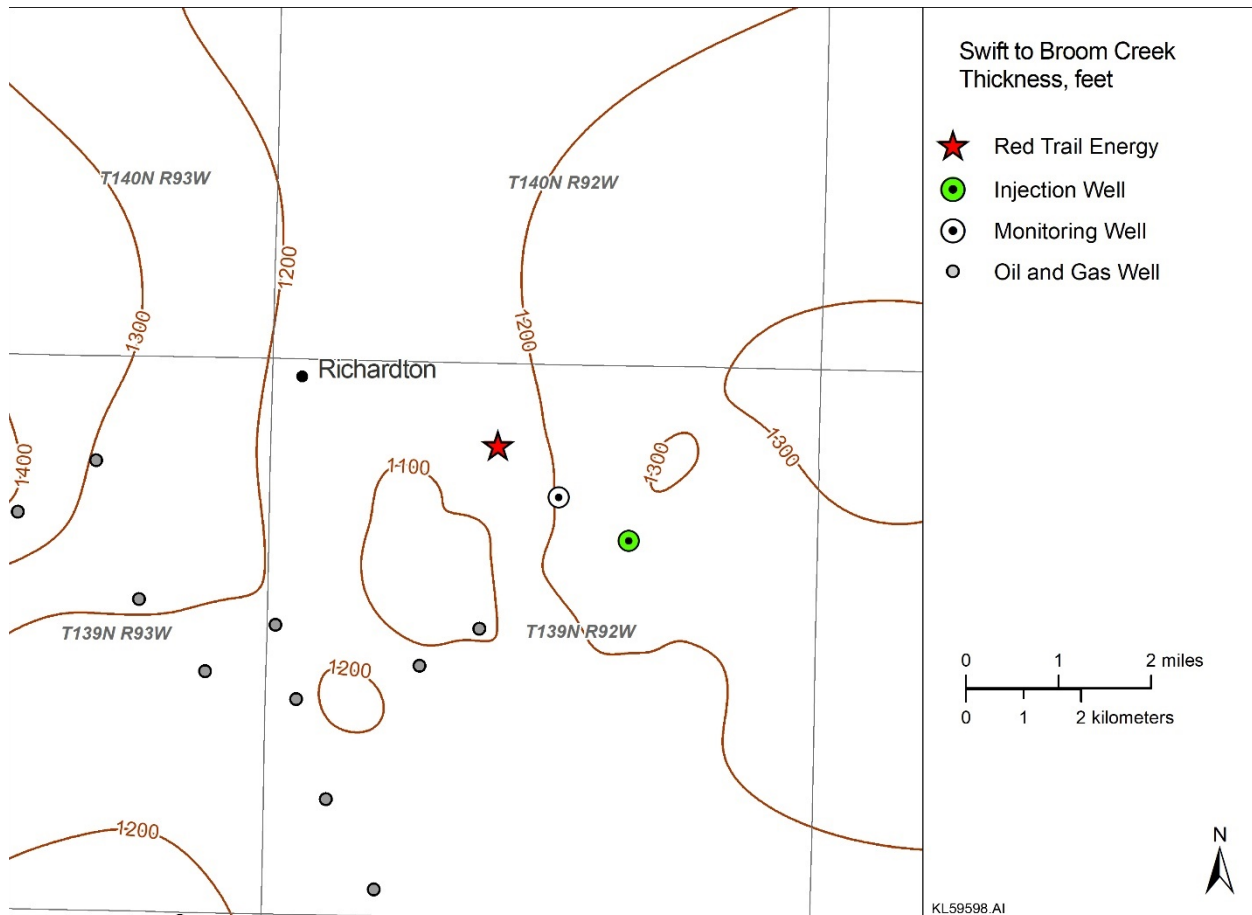 Swift to Broom Creek
Thickness, feet
Red Trail Energy
Injection Well
Monitoring Well
Oil and Gas Well
T140N R93W
T140N R92W
1200
1300
1200
Richardton
1400
1100
1300
1300
T139N R93W
T139N R92W
1200
1200
0 1 2 miles
0 1 2 kilometers
N
KL59598.AI